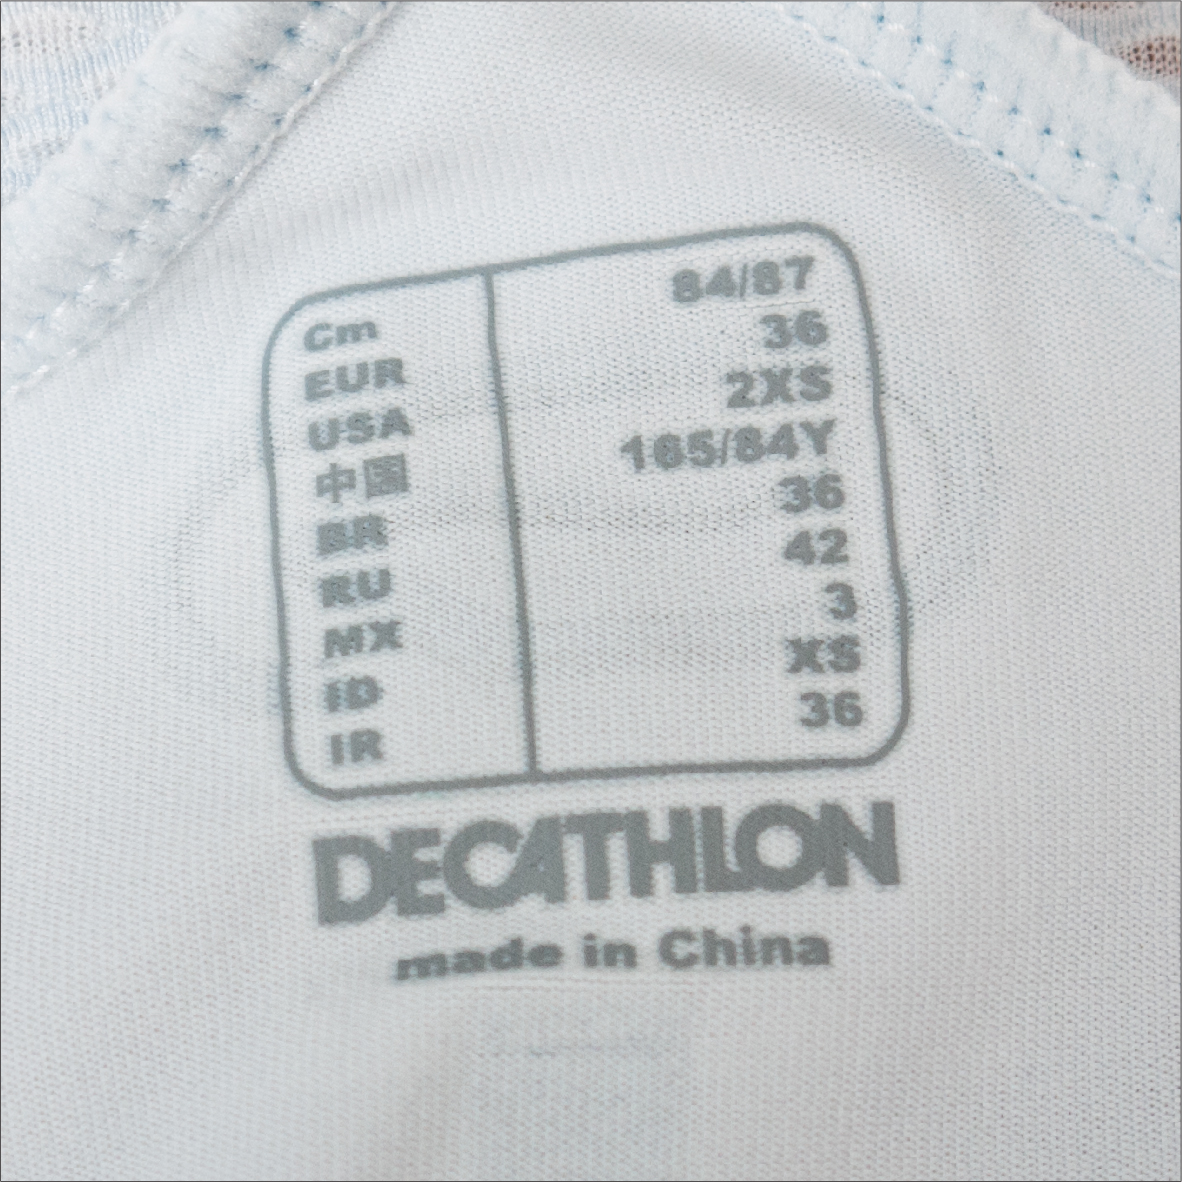 Cm 84/87
EUR 36
USA 2XS
中国 165/84Y
BR 36
RU 42
MX 3
ID XS
IR 36
DECATHLON
made in China